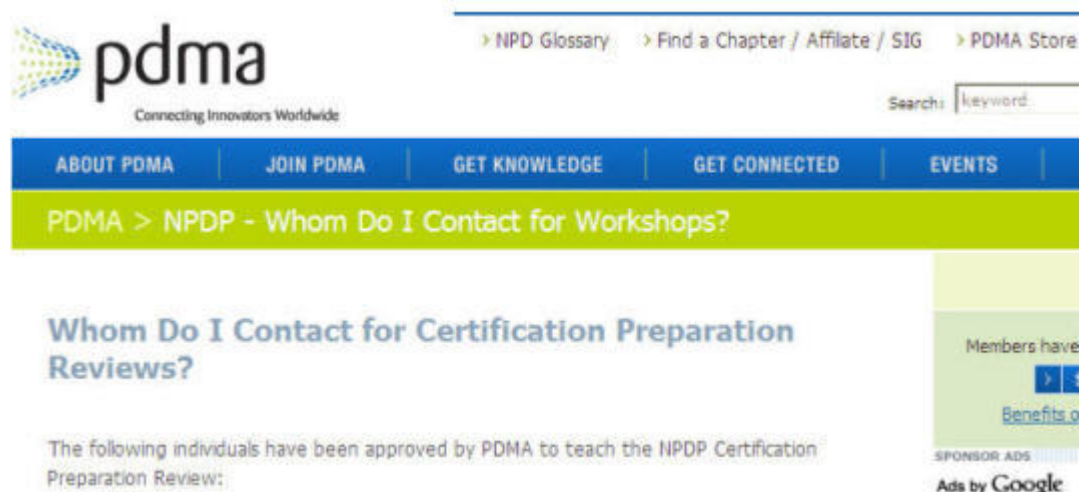 › NPD Glossary › Find a Chapter / Affiliate / SIG › PDMA Store
pdma
Connecting Innovators Worldwide
Search: keyword
ABOUT PDMA JOIN PDMA GET KNOWLEDGE GET CONNECTED EVENTS
PDMA > NPDP - Whom Do I Contact for Workshops?
Whom Do I Contact for Certification Preparation
Reviews?
Members have
Benefits o
The following individuals have been approved by PDMA to teach the NPDP Certification
Preparation Review:
SPONSOR ADS
Ads by Google